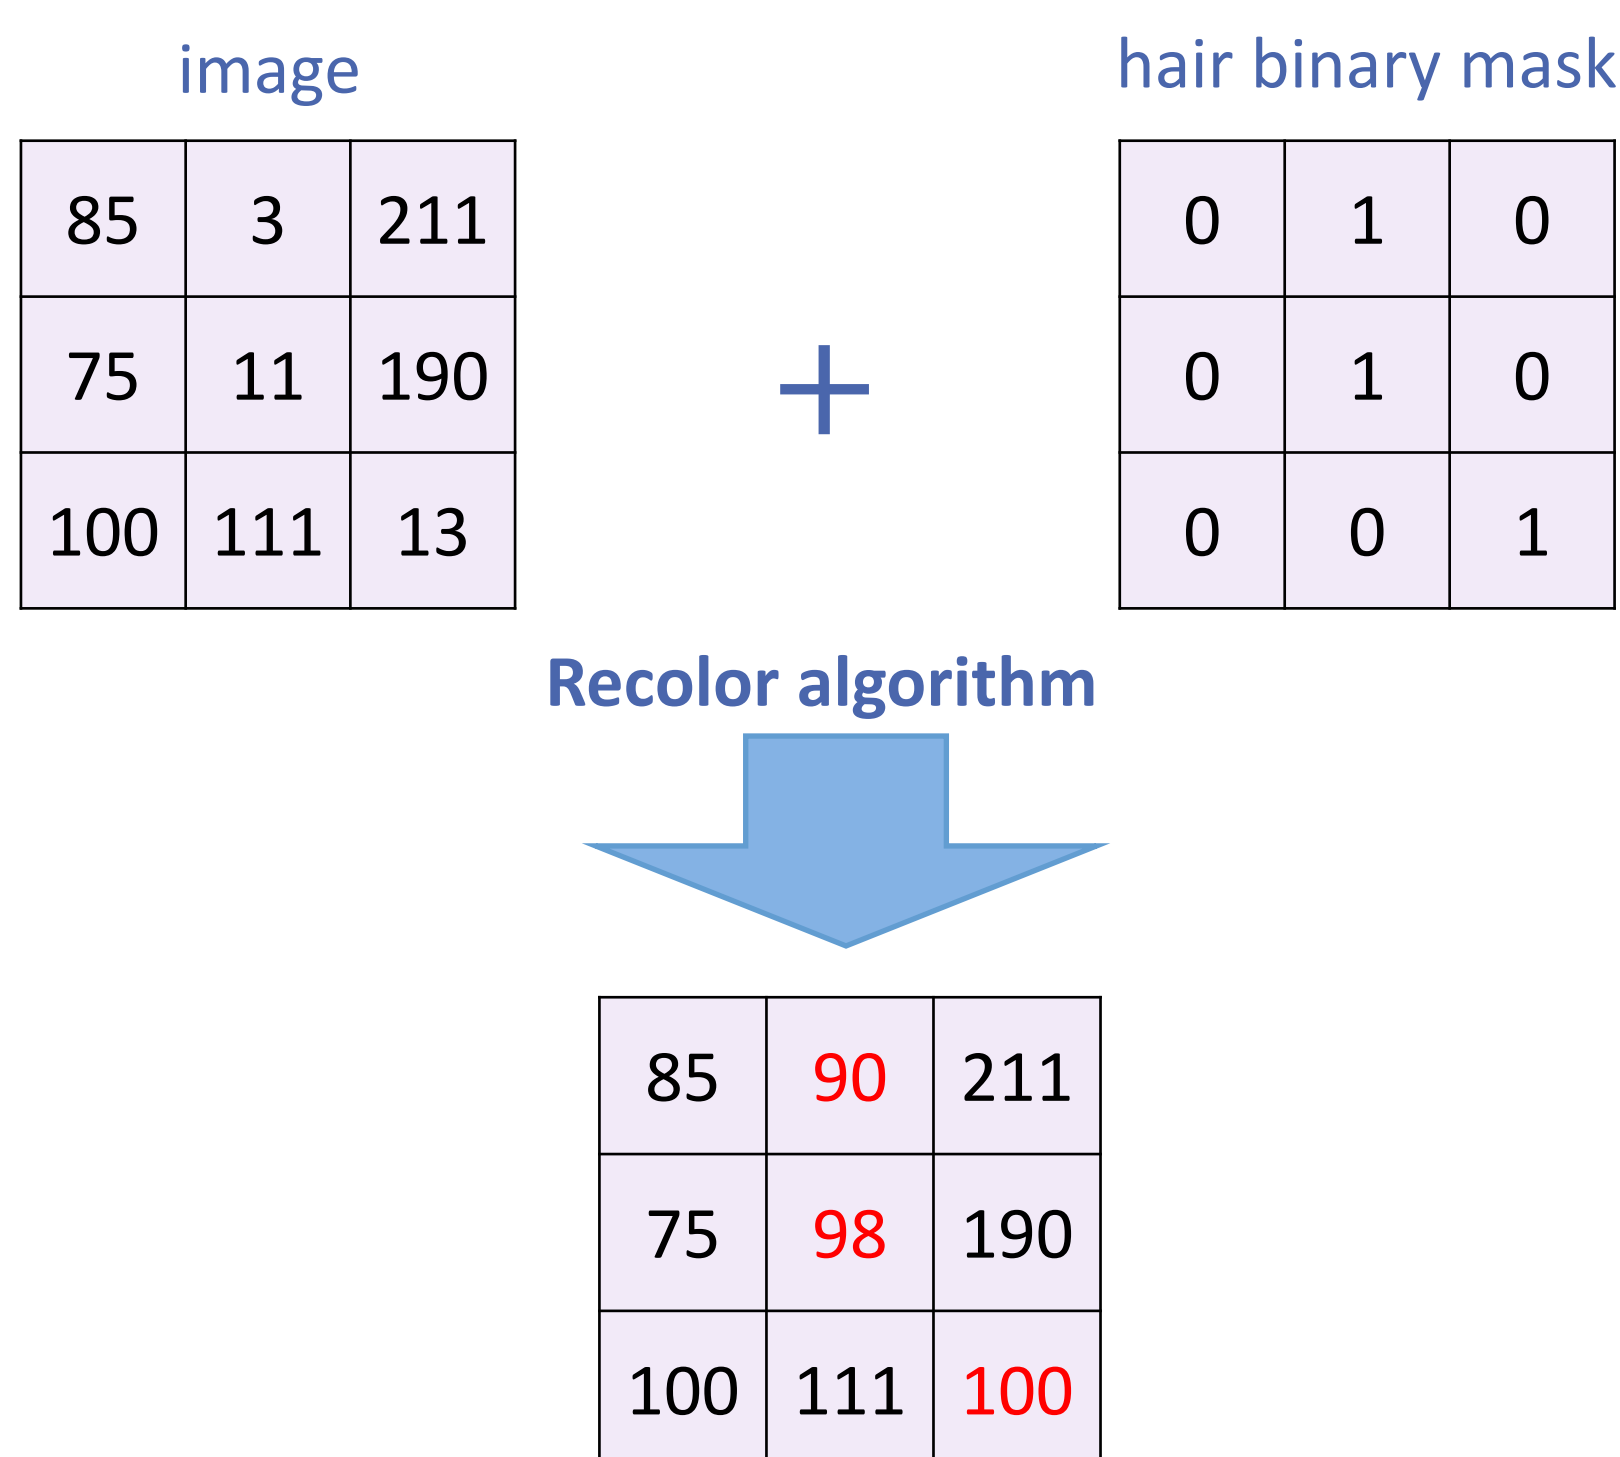 image
hair binary mask
85 3 211
75 11 190
100 111 13
+
0 1 0
0 1 0
0 0 1
Recolor algorithm
85 90 211
75 98 190
100 111 100